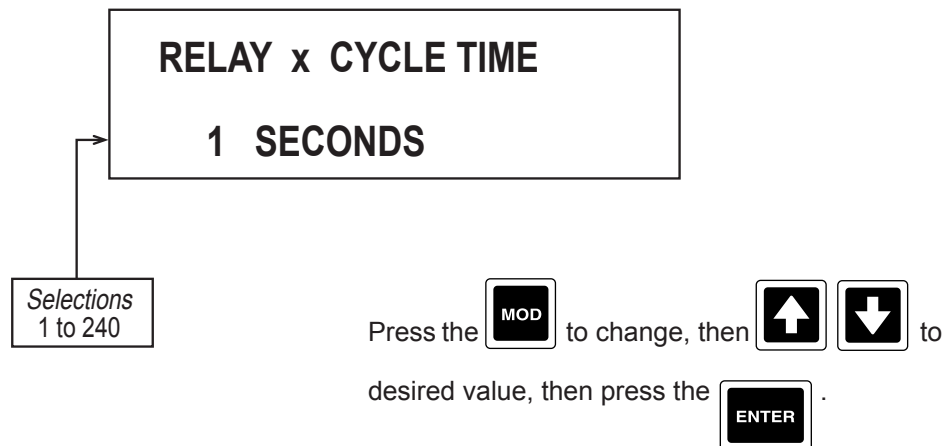 RELAY x CYCLE TIME
1 SECONDS
Selections
1 to 240
Press the MOD to change, then to
desired value, then press the ENTER .